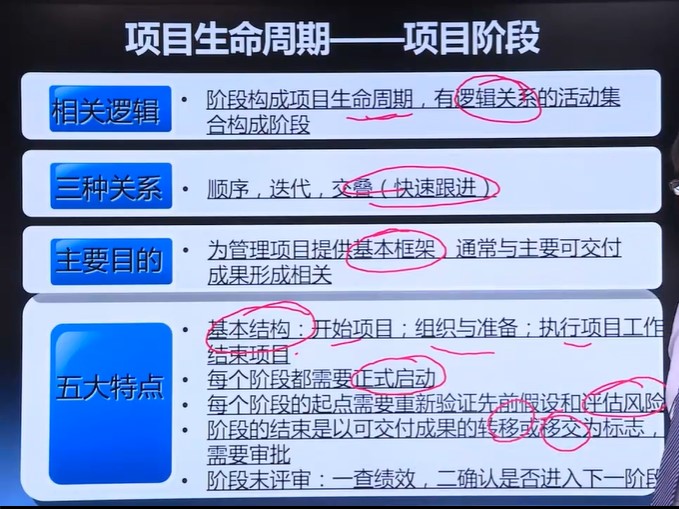 项目生命周期——项目阶段
相关逻辑
• 阶段构成项目生命周期，有逻辑关系的活动集
合构成阶段
三种关系
• 顺序，迭代，交叠（快速跟进）
主要目的
• 为管理项目提供基本框架，通常与主要可交付
成果形成相关
五大特点
• 基本结构：开始项目；组织与准备；执行项目工作
结束项目
• 每个阶段都需要正式启动
• 每个阶段的起点需要重新验证先前假设和评估风险
• 阶段的结束是以可交付成果的转移或移交为标志，
需要审批
• 阶段末评审：一查绩效，二确认是否进入下一阶段